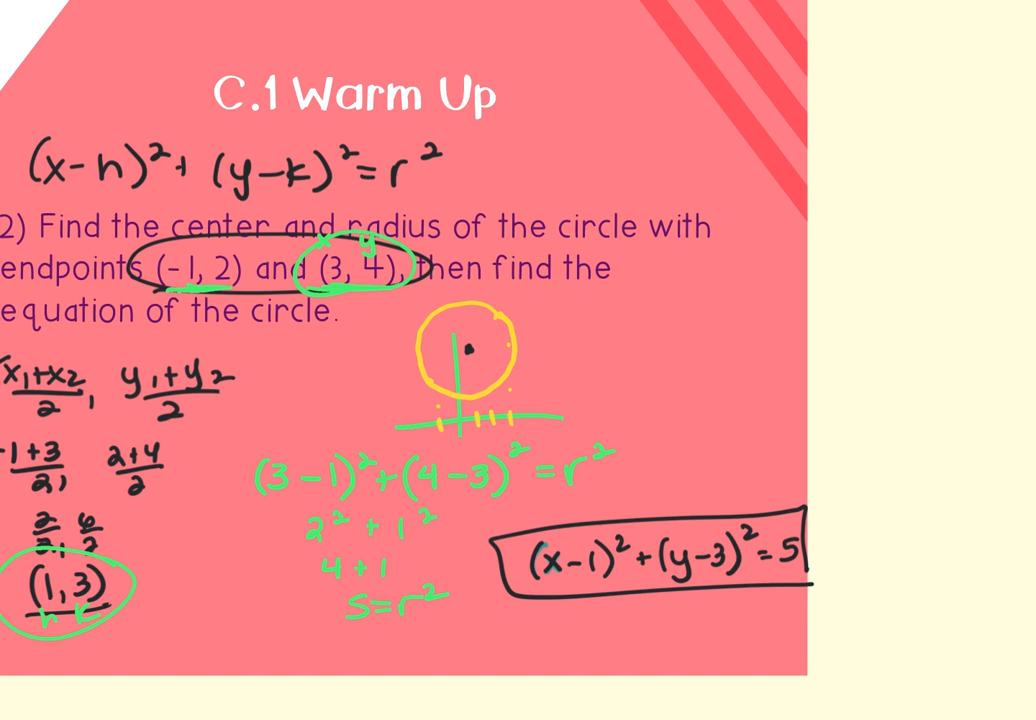 C.1 Warm Up
(x-h)²+ (y-k)²=r²
2) Find the center and radius of the circle with
x y
endpoints (-1, 2) and (3, 4), then find the
equation of the circle.
x₁+x₂/2, y₁+y₂/2
-1+3/2, 2+4/2
(3-1)²+(4-3)²=r²
2/2, 6/2
2² + 1²
(x-1)²+(y-3)²=5
4+1
(1,3)
5=r²
h k